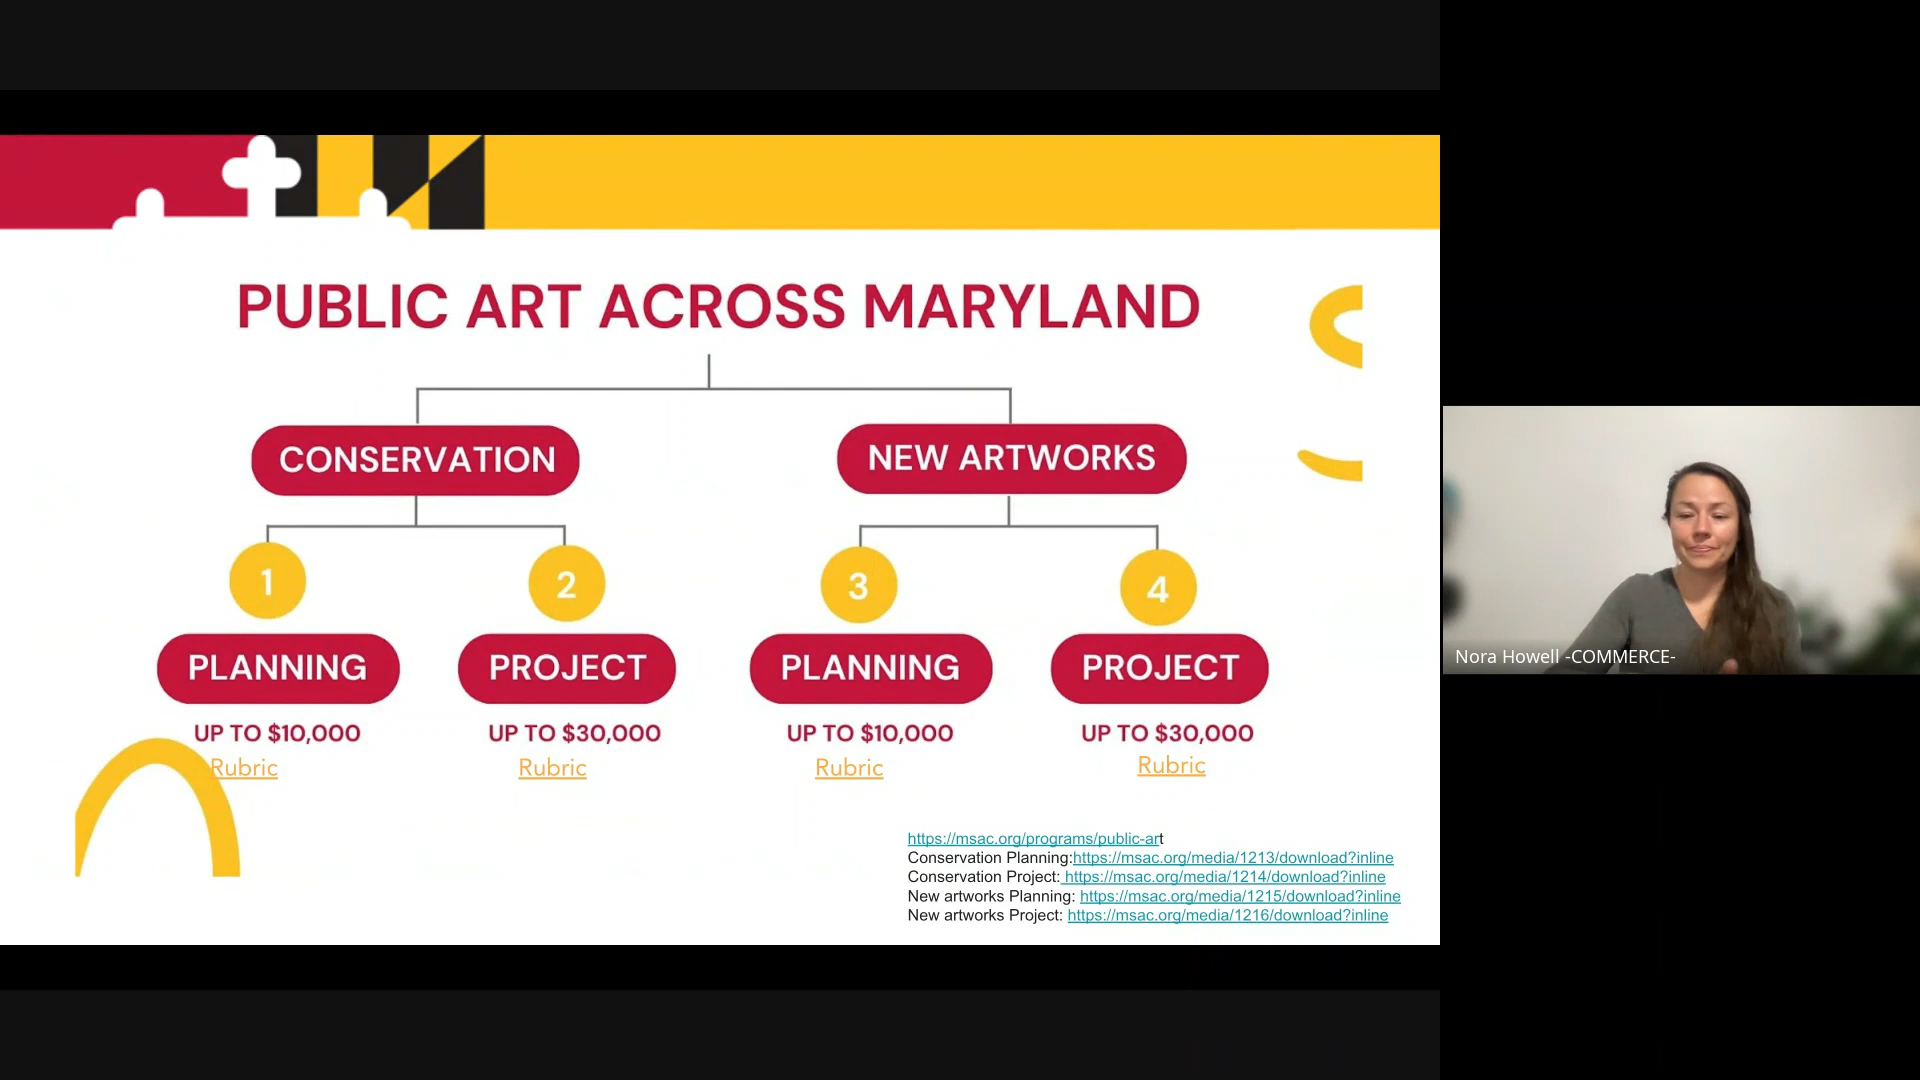 PUBLIC ART ACROSS MARYLAND
CONSERVATION
NEW ARTWORKS
1
2
3
4
PLANNING
PROJECT
PLANNING
PROJECT
UP TO $10,000
UP TO $30,000
UP TO $10,000
UP TO $30,000
Rubric
Rubric
Rubric
Rubric
https://msac.org/programs/public-art
Conservation Planning:https://msac.org/media/1213/download?inline
Conservation Project: https://msac.org/media/1214/download?inline
New artworks Planning: https://msac.org/media/1215/download?inline
New artworks Project: https://msac.org/media/1216/download?inline
Nora Howell -COMMERCE-